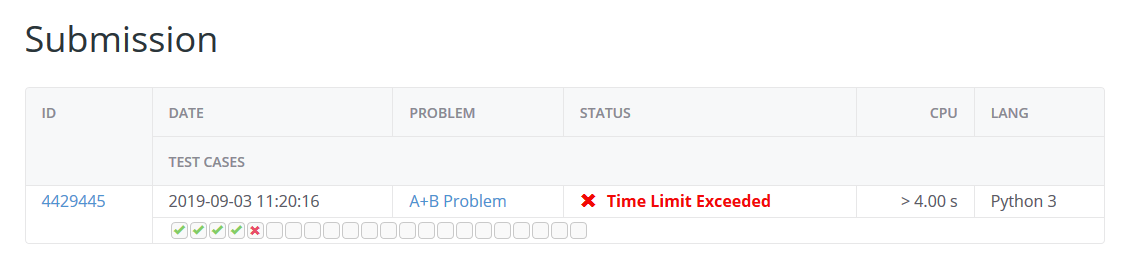 Submission
ID DATE PROBLEM STATUS CPU LANG
TEST CASES
4429445 2019-09-03 11:20:16 A+B Problem Time Limit Exceeded > 4.00 s Python 3